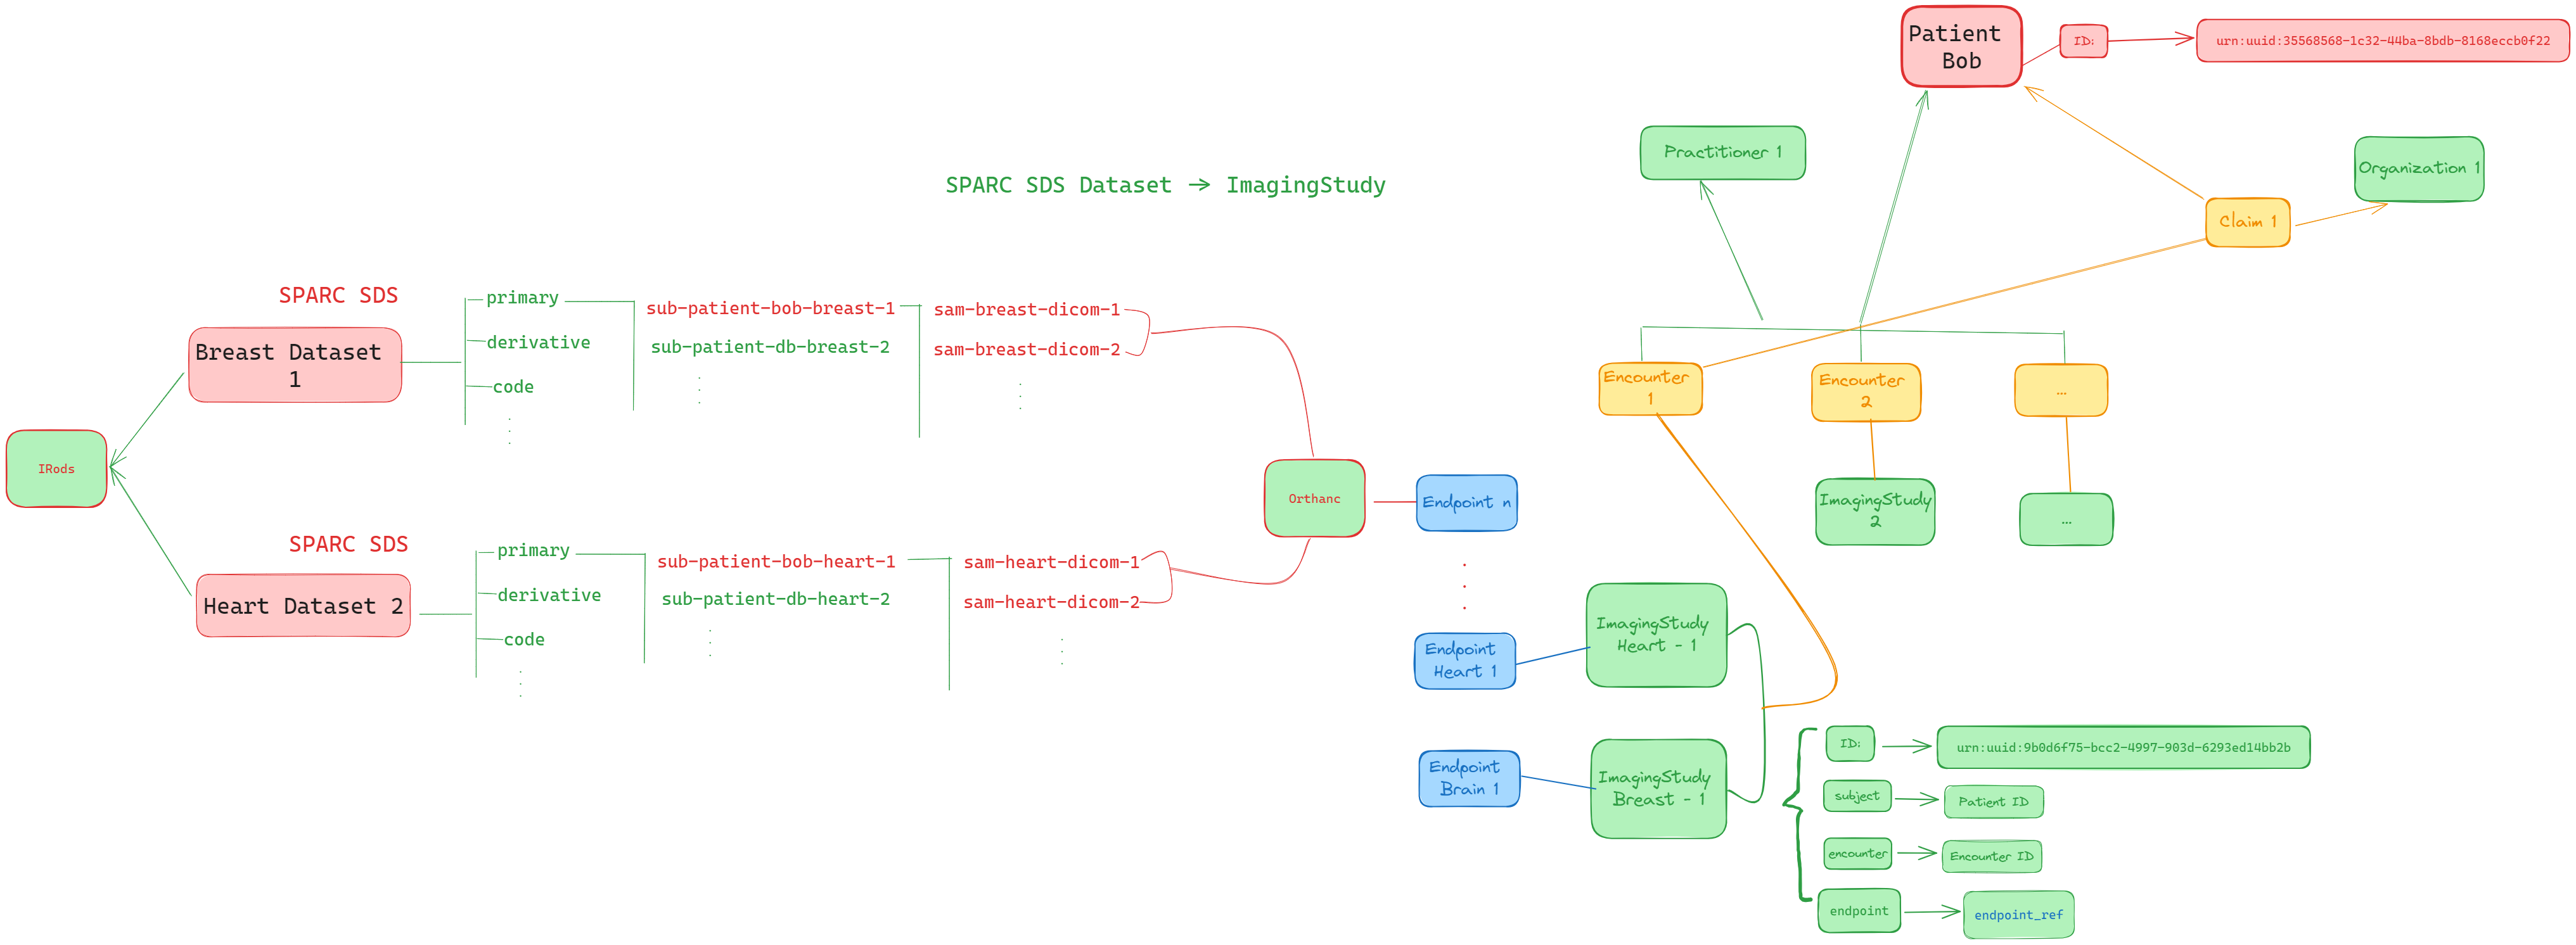 Patient
Bob
ID:
urn:uuid:35568568-1c32-44ba-8bdb-8168eccb0f22
Practitioner 1
Organization 1
SPARC SDS Dataset → ImagingStudy
Claim 1
SPARC SDS
Breast Dataset
1
primary
derivative
code
sub-patient-bob-breast-1
sub-patient-db-breast-2
sam-breast-dicom-1
sam-breast-dicom-2
Encounter
1
Encounter
2
...
IRods
Orthanc
Endpoint n
ImagingStudy
2
...
SPARC SDS
Heart Dataset 2
primary
derivative
code
sub-patient-bob-heart-1
sub-patient-db-heart-2
sam-heart-dicom-1
sam-heart-dicom-2
Endpoint
Heart 1
ImagingStudy
Heart - 1
Endpoint
Brain 1
ImagingStudy
Breast - 1
ID:
urn:uuid:9b0d6f75-bcc2-4997-903d-6293ed14bb2b
subject
Patient ID
encounter
Encounter ID
endpoint
endpoint_ref